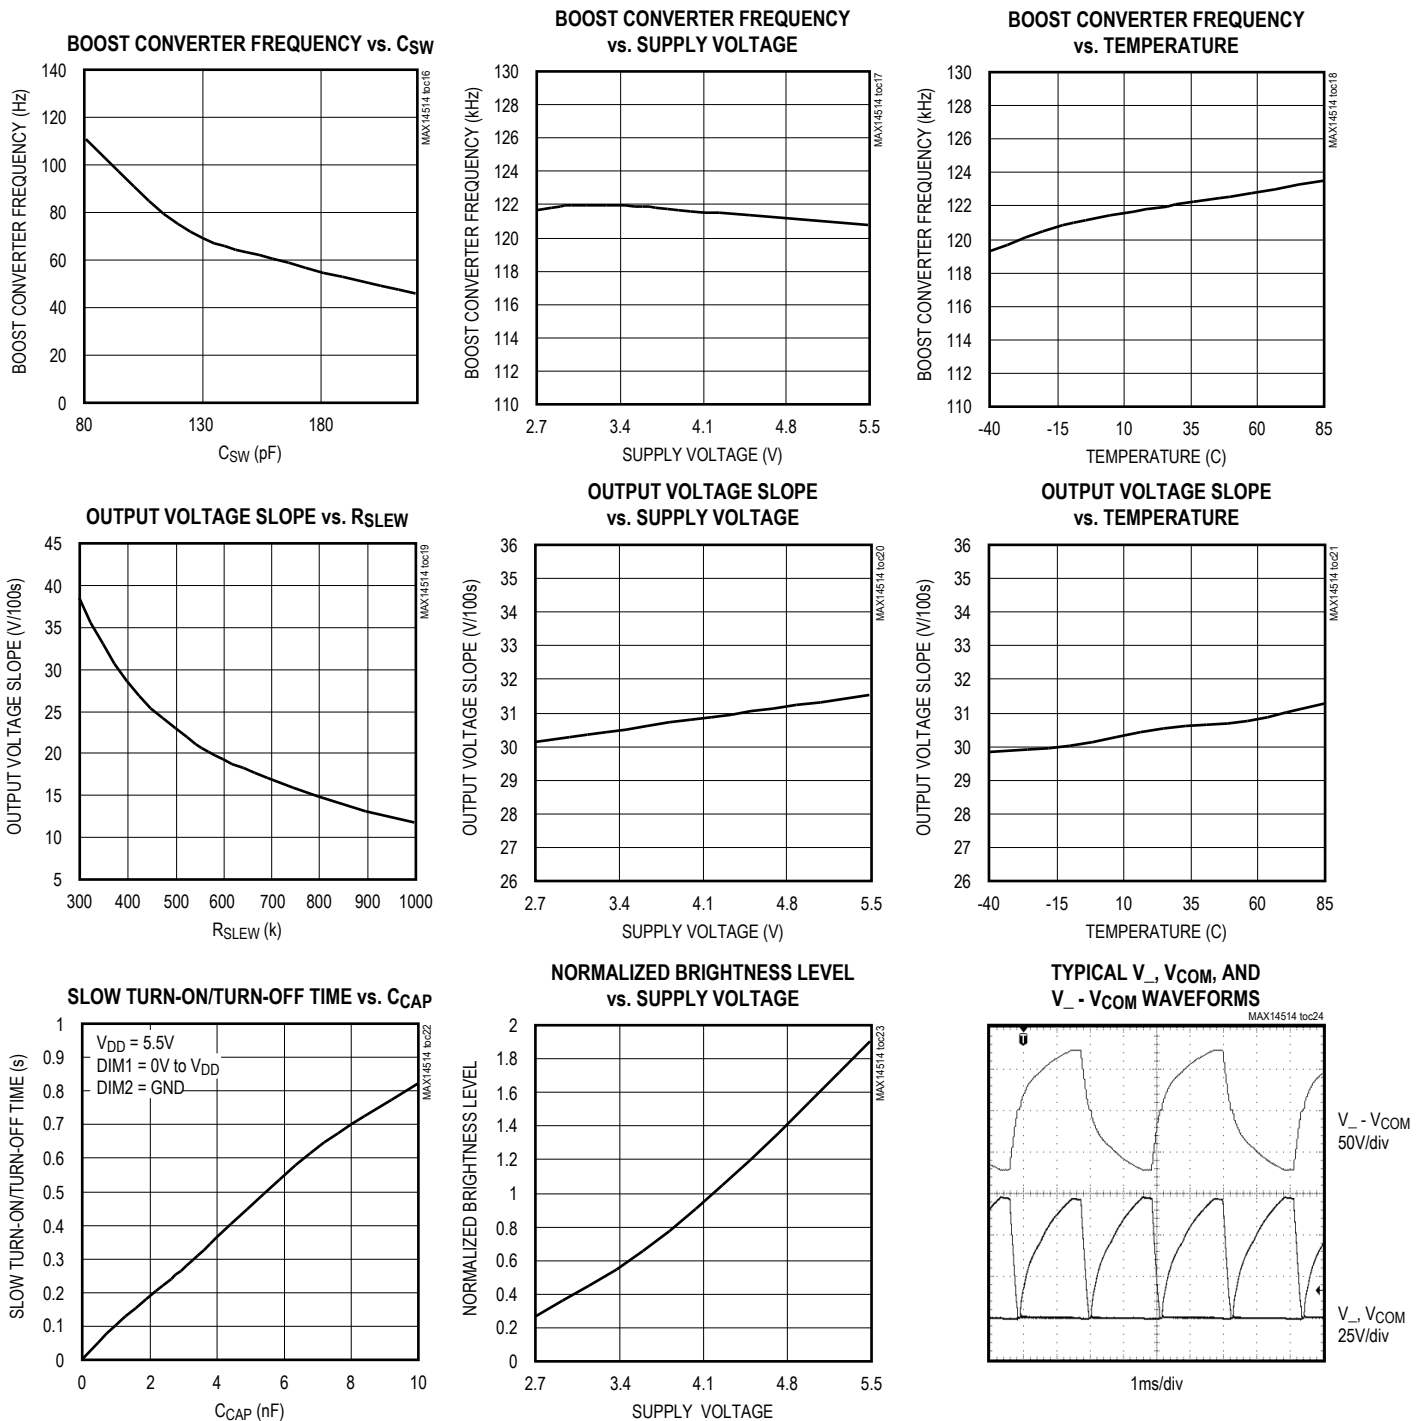 BOOST CONVERTER FREQUENCY vs. CSW
MAX14514 toc16
BOOST CONVERTER FREQUENCY (Hz)
140
120
100
80
60
40
20
0
80 130 180
CSW (pF)
BOOST CONVERTER FREQUENCY
vs. SUPPLY VOLTAGE
MAX14514 toc17
BOOST CONVERTER FREQUENCY (kHz)
130
128
126
124
122
120
118
116
114
112
110
2.7 3.4 4.1 4.8 5.5
SUPPLY VOLTAGE (V)
BOOST CONVERTER FREQUENCY
vs. TEMPERATURE
MAX14514 toc18
BOOST CONVERTER FREQUENCY (kHz)
130
128
126
124
122
120
118
116
114
112
110
-40 -15 10 35 60 85
TEMPERATURE (C)
OUTPUT VOLTAGE SLOPE vs. RSLEW
MAX14514 toc19
OUTPUT VOLTAGE SLOPE (V/100s)
45
40
35
30
25
20
15
10
5
300 400 500 600 700 800 900 1000
RSLEW (k)
OUTPUT VOLTAGE SLOPE
vs. SUPPLY VOLTAGE
MAX14514 toc20
OUTPUT VOLTAGE SLOPE (V/100s)
36
35
34
33
32
31
30
29
28
27
26
2.7 3.4 4.1 4.8 5.5
SUPPLY VOLTAGE (V)
OUTPUT VOLTAGE SLOPE
vs. TEMPERATURE
MAX14514 toc21
OUTPUT VOLTAGE SLOPE (V/100s)
36
35
34
33
32
31
30
29
28
27
26
-40 -15 10 35 60 85
TEMPERATURE (C)
SLOW TURN-ON/TURN-OFF TIME vs. CCAP
MAX14514 toc22
SLOW TURN-ON/TURN-OFF TIME (s)
VDD = 5.5V
DIM1 = 0V to VDD
DIM2 = GND
1
0.9
0.8
0.7
0.6
0.5
0.4
0.3
0.2
0.1
0
0 2 4 6 8 10
CCAP (nF)
NORMALIZED BRIGHTNESS LEVEL
vs. SUPPLY VOLTAGE
MAX14514 toc23
NORMALIZED BRIGHTNESS LEVEL
2
1.8
1.6
1.4
1.2
1
0.8
0.6
0.4
0.2
0
2.7 3.4 4.1 4.8 5.5
SUPPLY VOLTAGE
TYPICAL V_, VCOM, AND
V_ - VCOM WAVEFORMS
MAX14514 toc24
T
V_ - VCOM
50V/div
V_, VCOM
25V/div
1ms/div